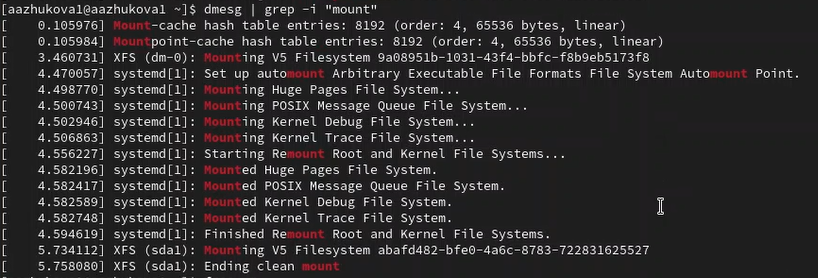 [aazhukova1@aazhukova1 ~]$ dmesg | grep -i "mount"
[    0.105976] Mount-cache hash table entries: 8192 (order: 4, 65536 bytes, linear)
[    0.105984] Mountpoint-cache hash table entries: 8192 (order: 4, 65536 bytes, linear)
[    3.460731] XFS (dm-0): Mounting V5 Filesystem 9a08951b-1031-43f4-bbfc-f8b9eb5173f8
[    4.470057] systemd[1]: Set up automount Arbitrary Executable File Formats File System Automount Point.
[    4.498770] systemd[1]: Mounting Huge Pages File System...
[    4.500743] systemd[1]: Mounting POSIX Message Queue File System...
[    4.502946] systemd[1]: Mounting Kernel Debug File System...
[    4.506863] systemd[1]: Mounting Kernel Trace File System...
[    4.556227] systemd[1]: Starting Remount Root and Kernel File Systems...
[    4.582196] systemd[1]: Mounted Huge Pages File System.
[    4.582417] systemd[1]: Mounted POSIX Message Queue File System.
[    4.582589] systemd[1]: Mounted Kernel Debug File System.
[    4.582748] systemd[1]: Mounted Kernel Trace File System.
[    4.594619] systemd[1]: Finished Remount Root and Kernel File Systems.
[    5.734112] XFS (sda1): Mounting V5 Filesystem abafd482-bfe0-4a6c-8783-722831625527
[    5.758080] XFS (sda1): Ending clean mount